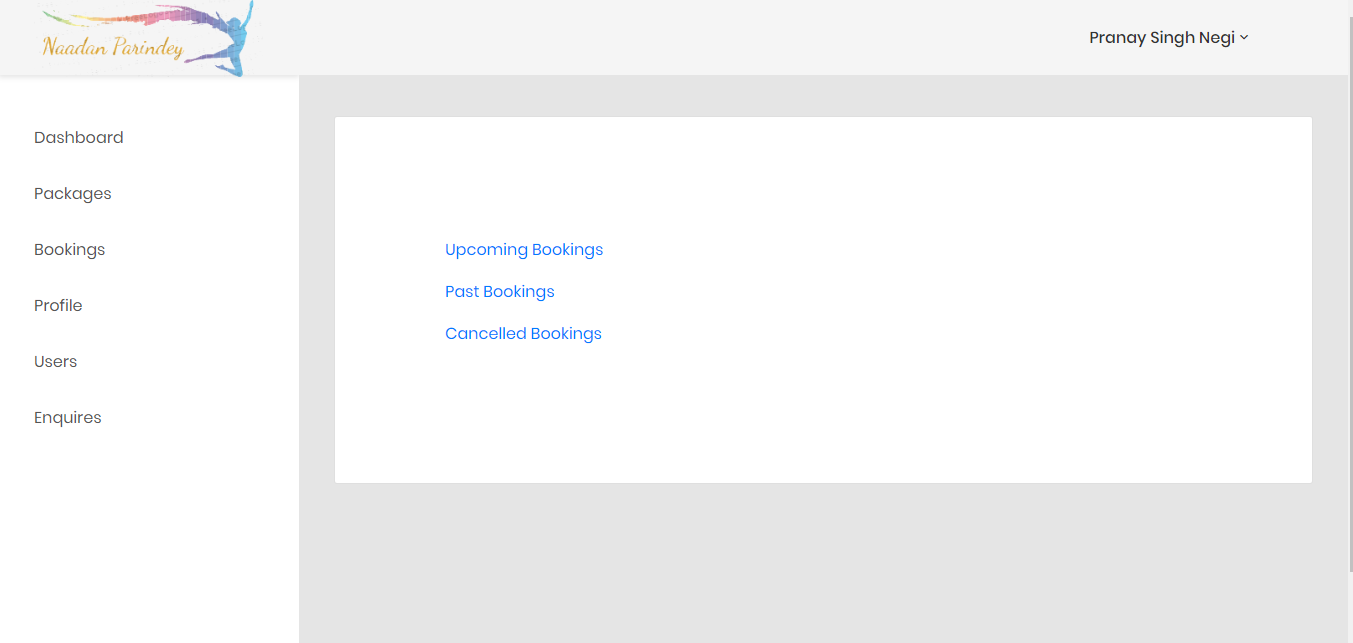 Naadan Parindey
Pranay Singh Negi
Dashboard
Packages
Bookings
Profile
Users
Enquires
Upcoming Bookings
Past Bookings
Cancelled Bookings